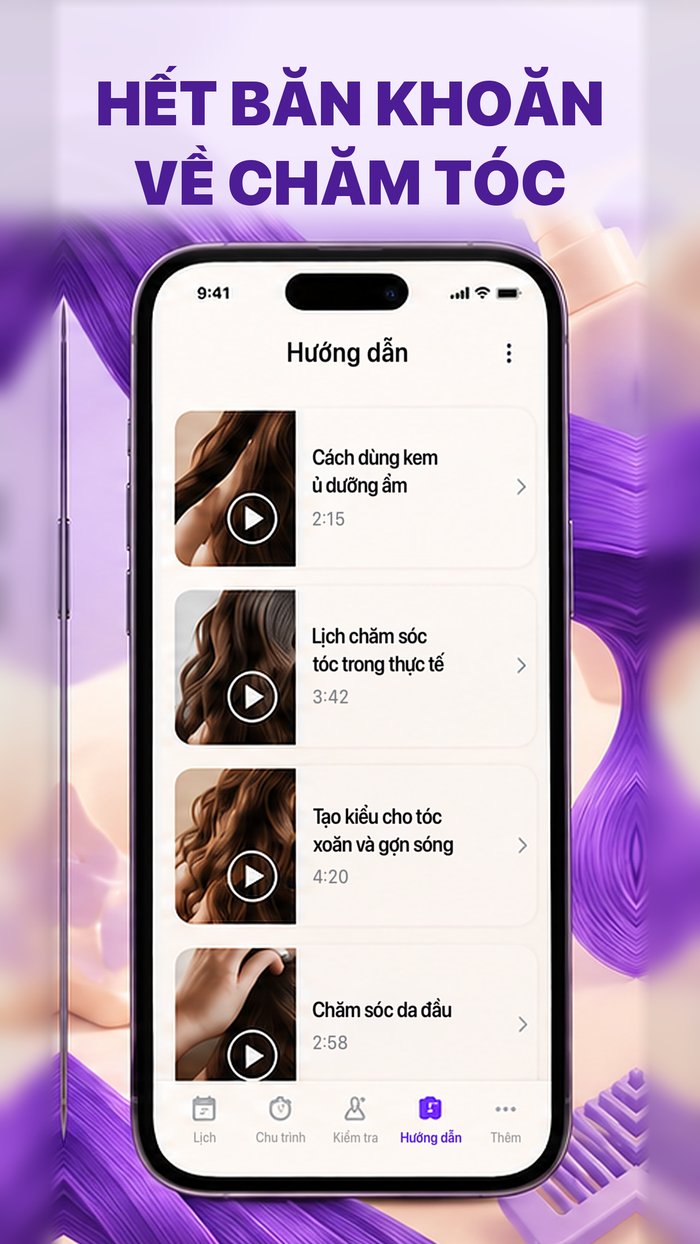 HẾT BĂN KHOĂN
VỀ CHĂM TÓC
9:41
Hướng dẫn
Cách dùng kem
ủ dưỡng ẩm
2:15
Lịch chăm sóc
tóc trong thực tế
3:42
Tạo kiểu cho tóc
xoăn và gợn sóng
4:20
Chăm sóc da đầu
2:58
Lịch
Chu trình
Kiểm tra
Hướng dẫn
Thêm